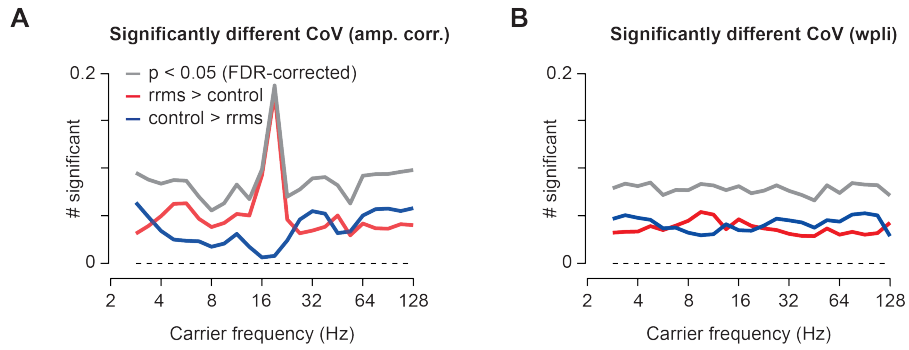 A
Significantly different CoV (amp. corr.)
0.2
p < 0.05 (FDR-corrected)
rrms > control
control > rrms
# significant
0
2 4 8 16 32 64 128
Carrier frequency (Hz)
B
Significantly different CoV (wpli)
0.2
# significant
0
2 4 8 16 32 64 128
Carrier frequency (Hz)